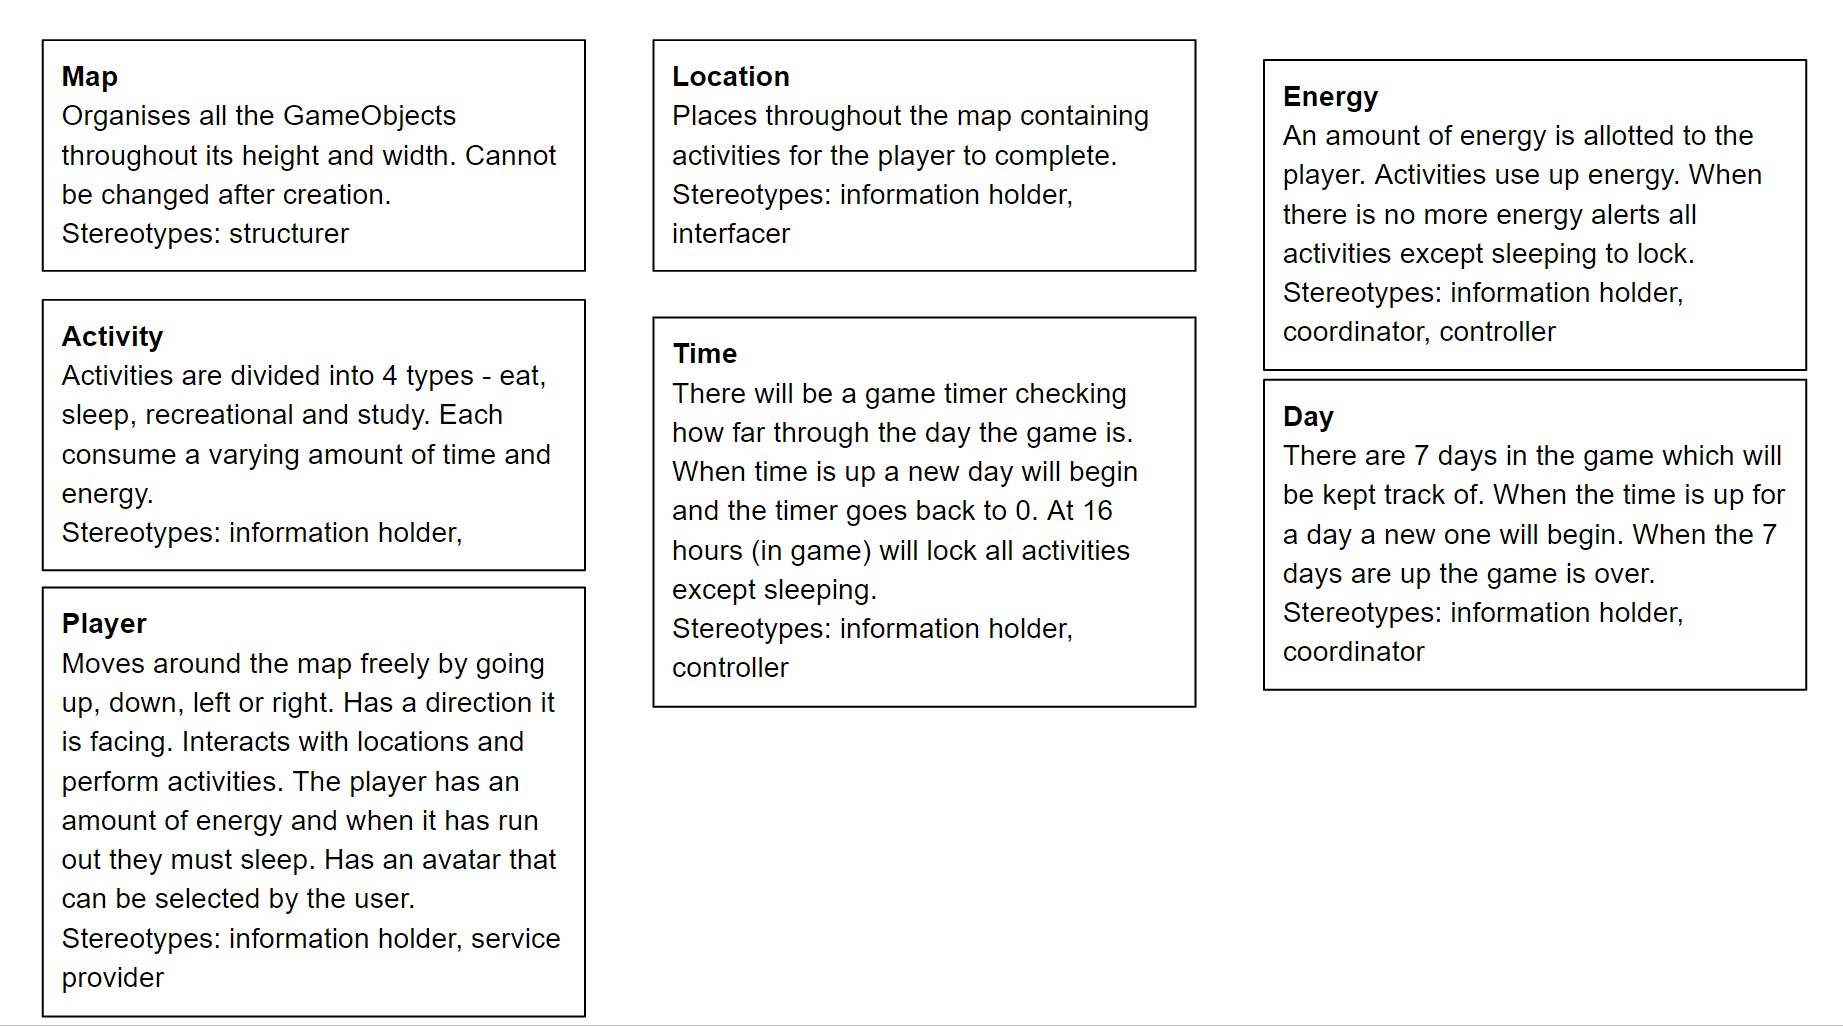 Map
Organises all the GameObjects
throughout its height and width. Cannot
be changed after creation.
Stereotypes: structurer
Activity
Activities are divided into 4 types - eat,
sleep, recreational and study. Each
consume a varying amount of time and
energy.
Stereotypes: information holder,
Player
Moves around the map freely by going
up, down, left or right. Has a direction it
is facing. Interacts with locations and
perform activities. The player has an
amount of energy and when it has run
out they must sleep. Has an avatar that
can be selected by the user.
Stereotypes: information holder, service
provider
Location
Places throughout the map containing
activities for the player to complete.
Stereotypes: information holder,
interfacer
Time
There will be a game timer checking
how far through the day the game is.
When time is up a new day will begin
and the timer goes back to 0. At 16
hours (in game) will lock all activities
except sleeping.
Stereotypes: information holder,
controller
Energy
An amount of energy is allotted to the
player. Activities use up energy. When
there is no more energy alerts all
activities except sleeping to lock.
Stereotypes: information holder,
coordinator, controller
Day
There are 7 days in the game which will
be kept track of. When the time is up for
a day a new one will begin. When the 7
days are up the game is over.
Stereotypes: information holder,
coordinator